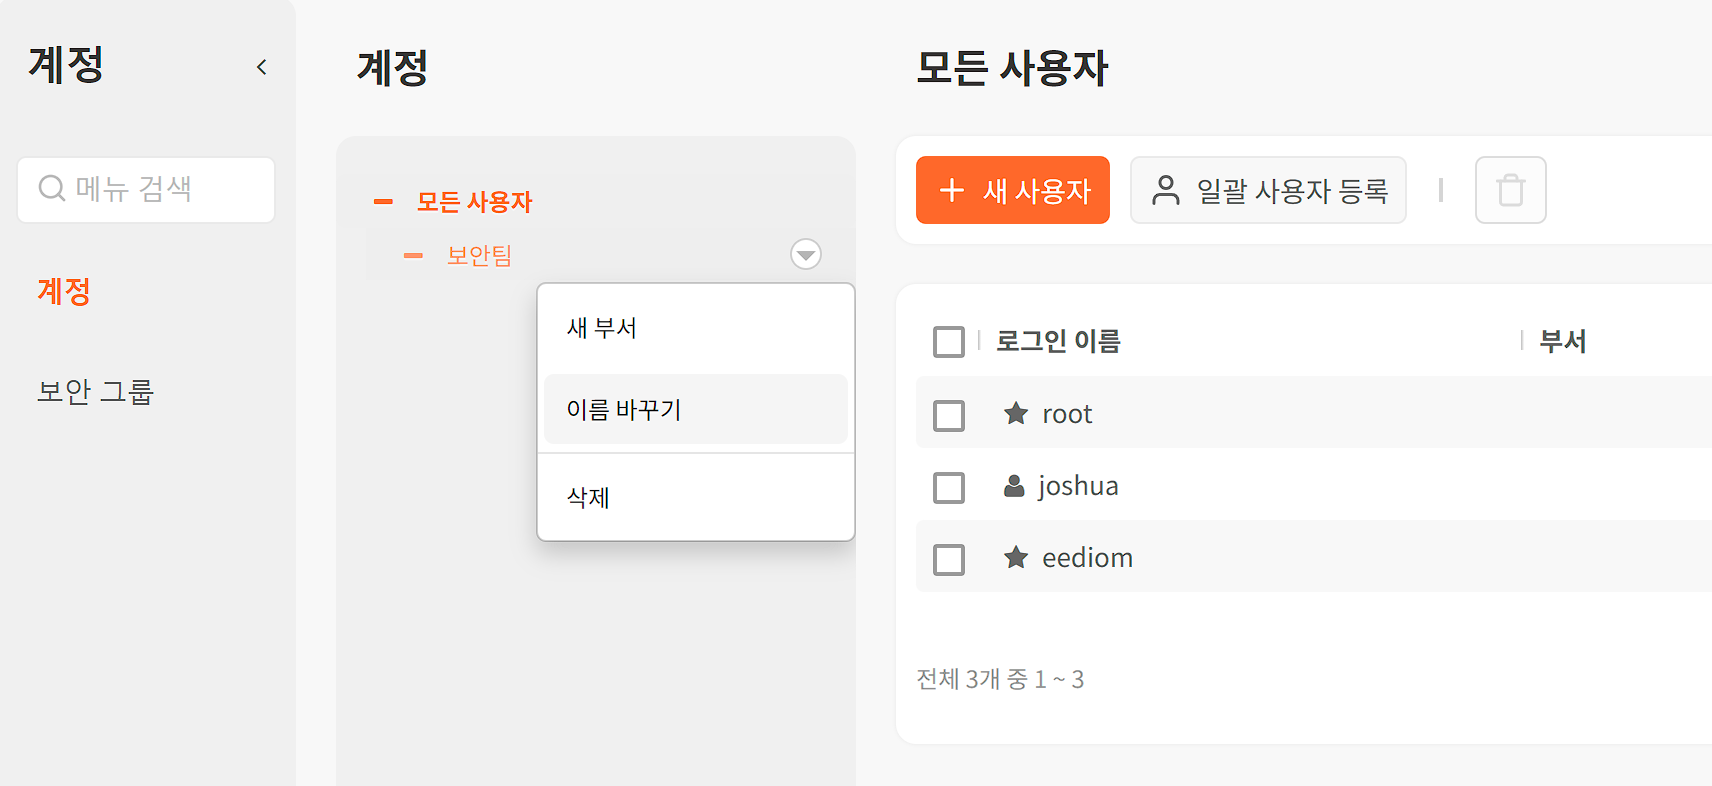 계정
메뉴 검색
계정
보안 그룹
계정
모든 사용자
보안팀
새 부서
이름 바꾸기
삭제
모든 사용자
새 사용자
일괄 사용자 등록
로그인 이름
부서
root
joshua
eediom
전체 3개 중 1 ~ 3